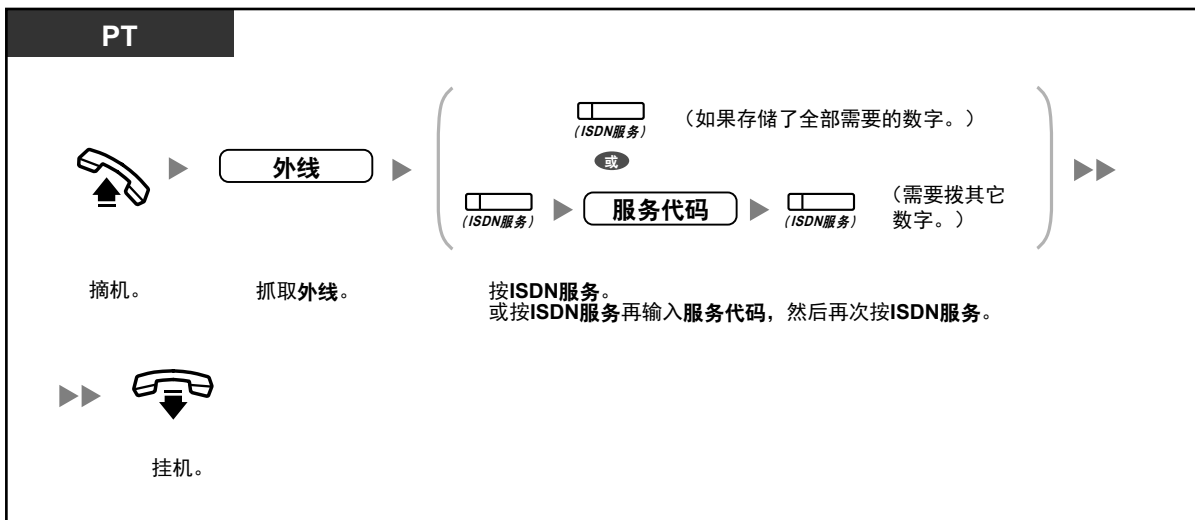 PT
(ISDN服务)
（如果存储了全部需要的数字。）
或
外线
(ISDN服务)
服务代码
(ISDN服务)
（需要拨其它
数字。）
摘机。
抓取外线。
按ISDN服务。
或按ISDN服务再输入服务代码，然后再次按ISDN服务。
挂机。